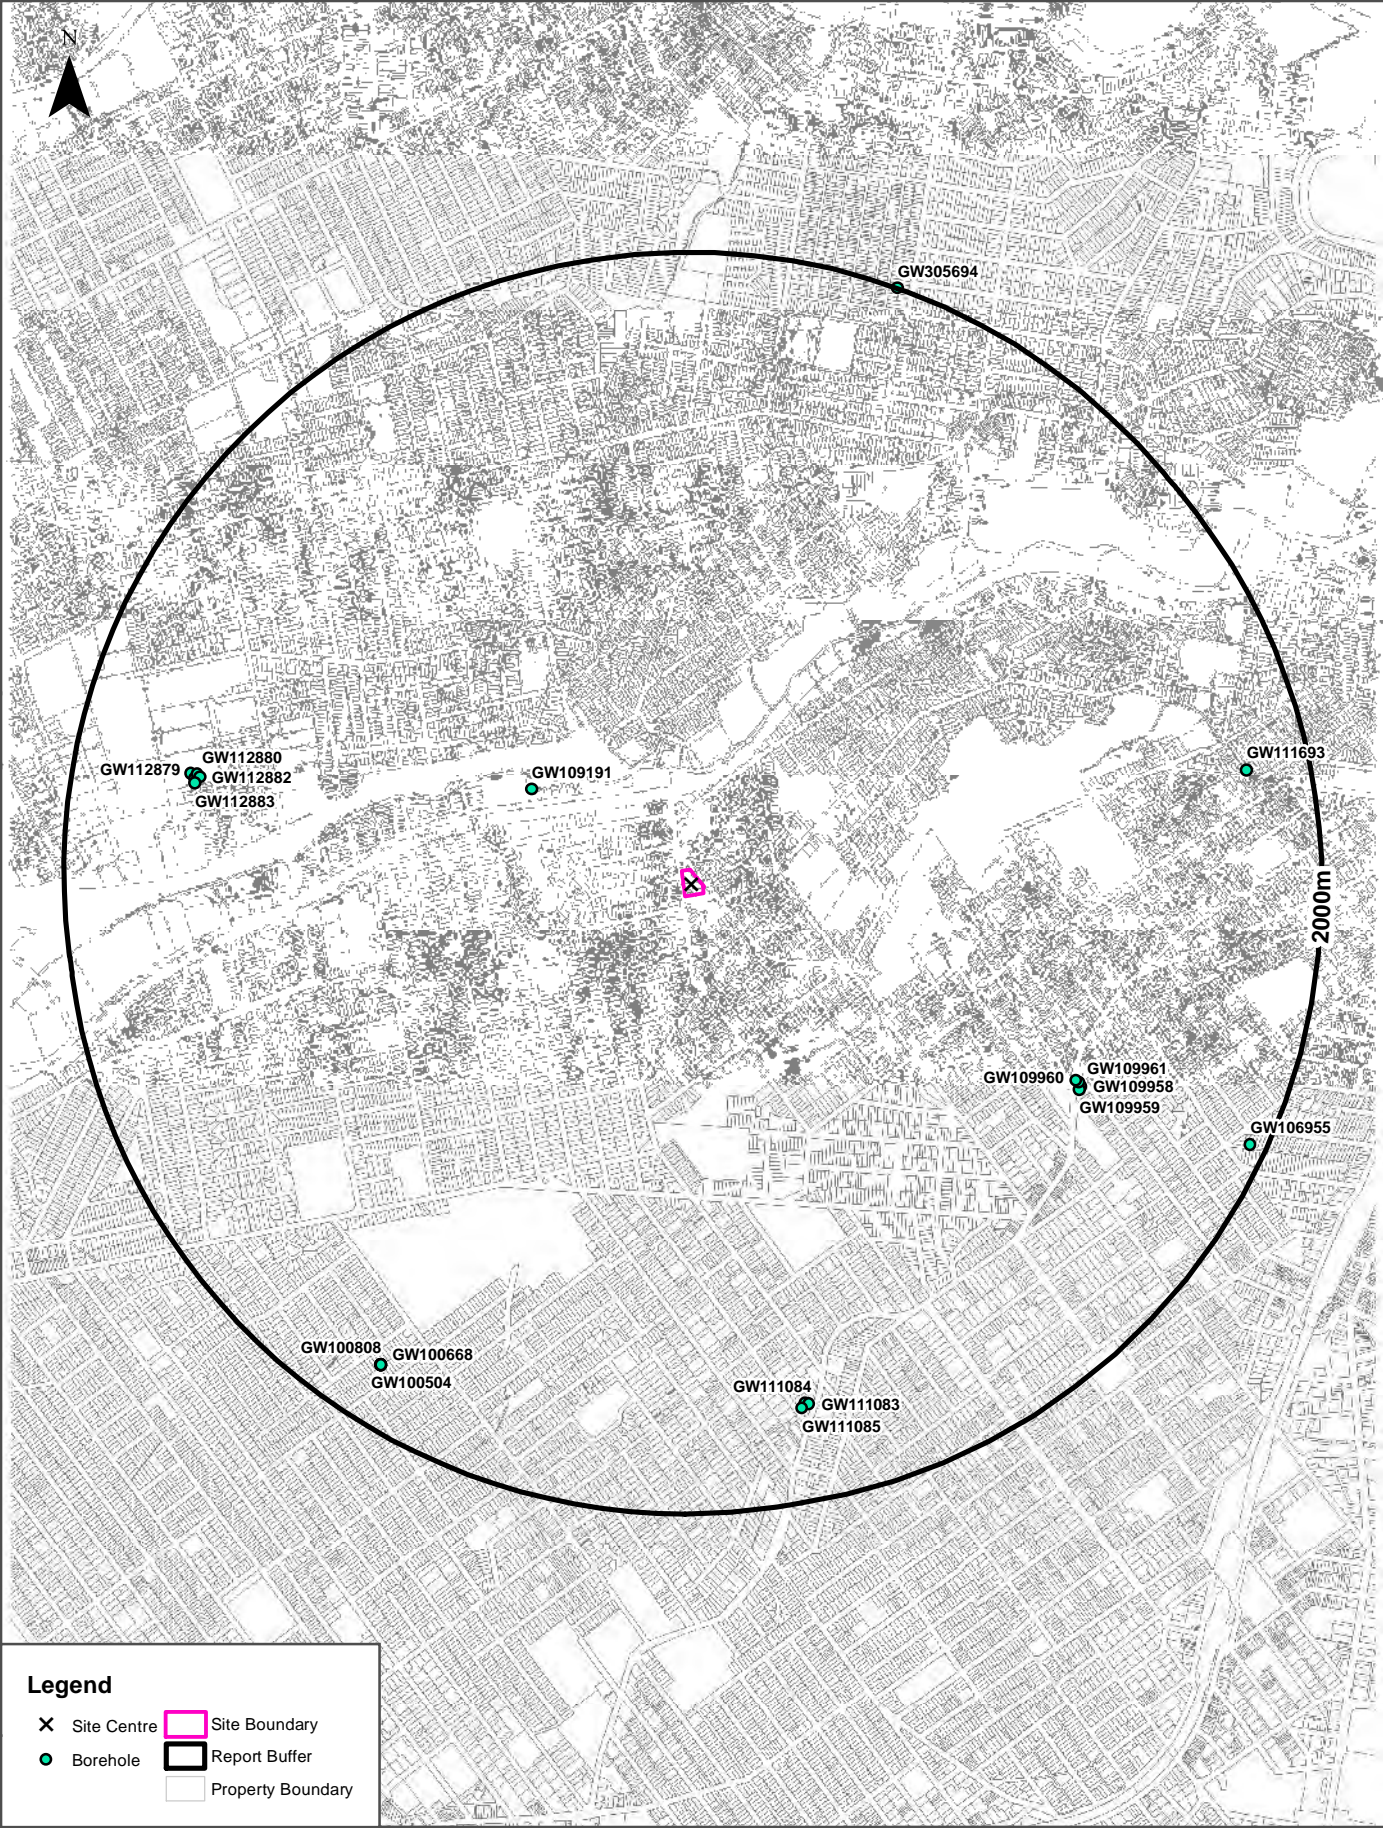 N
GW305694
GW111693
GW112880
GW112879
GW112882
GW112883
GW109191
2000m
GW109961
GW109960
GW109958
GW109959
GW106955
GW100808
GW100668
GW100504
GW111084
GW111083
GW111085
Legend
Site Centre
Site Boundary
Borehole
Report Buffer
Property Boundary